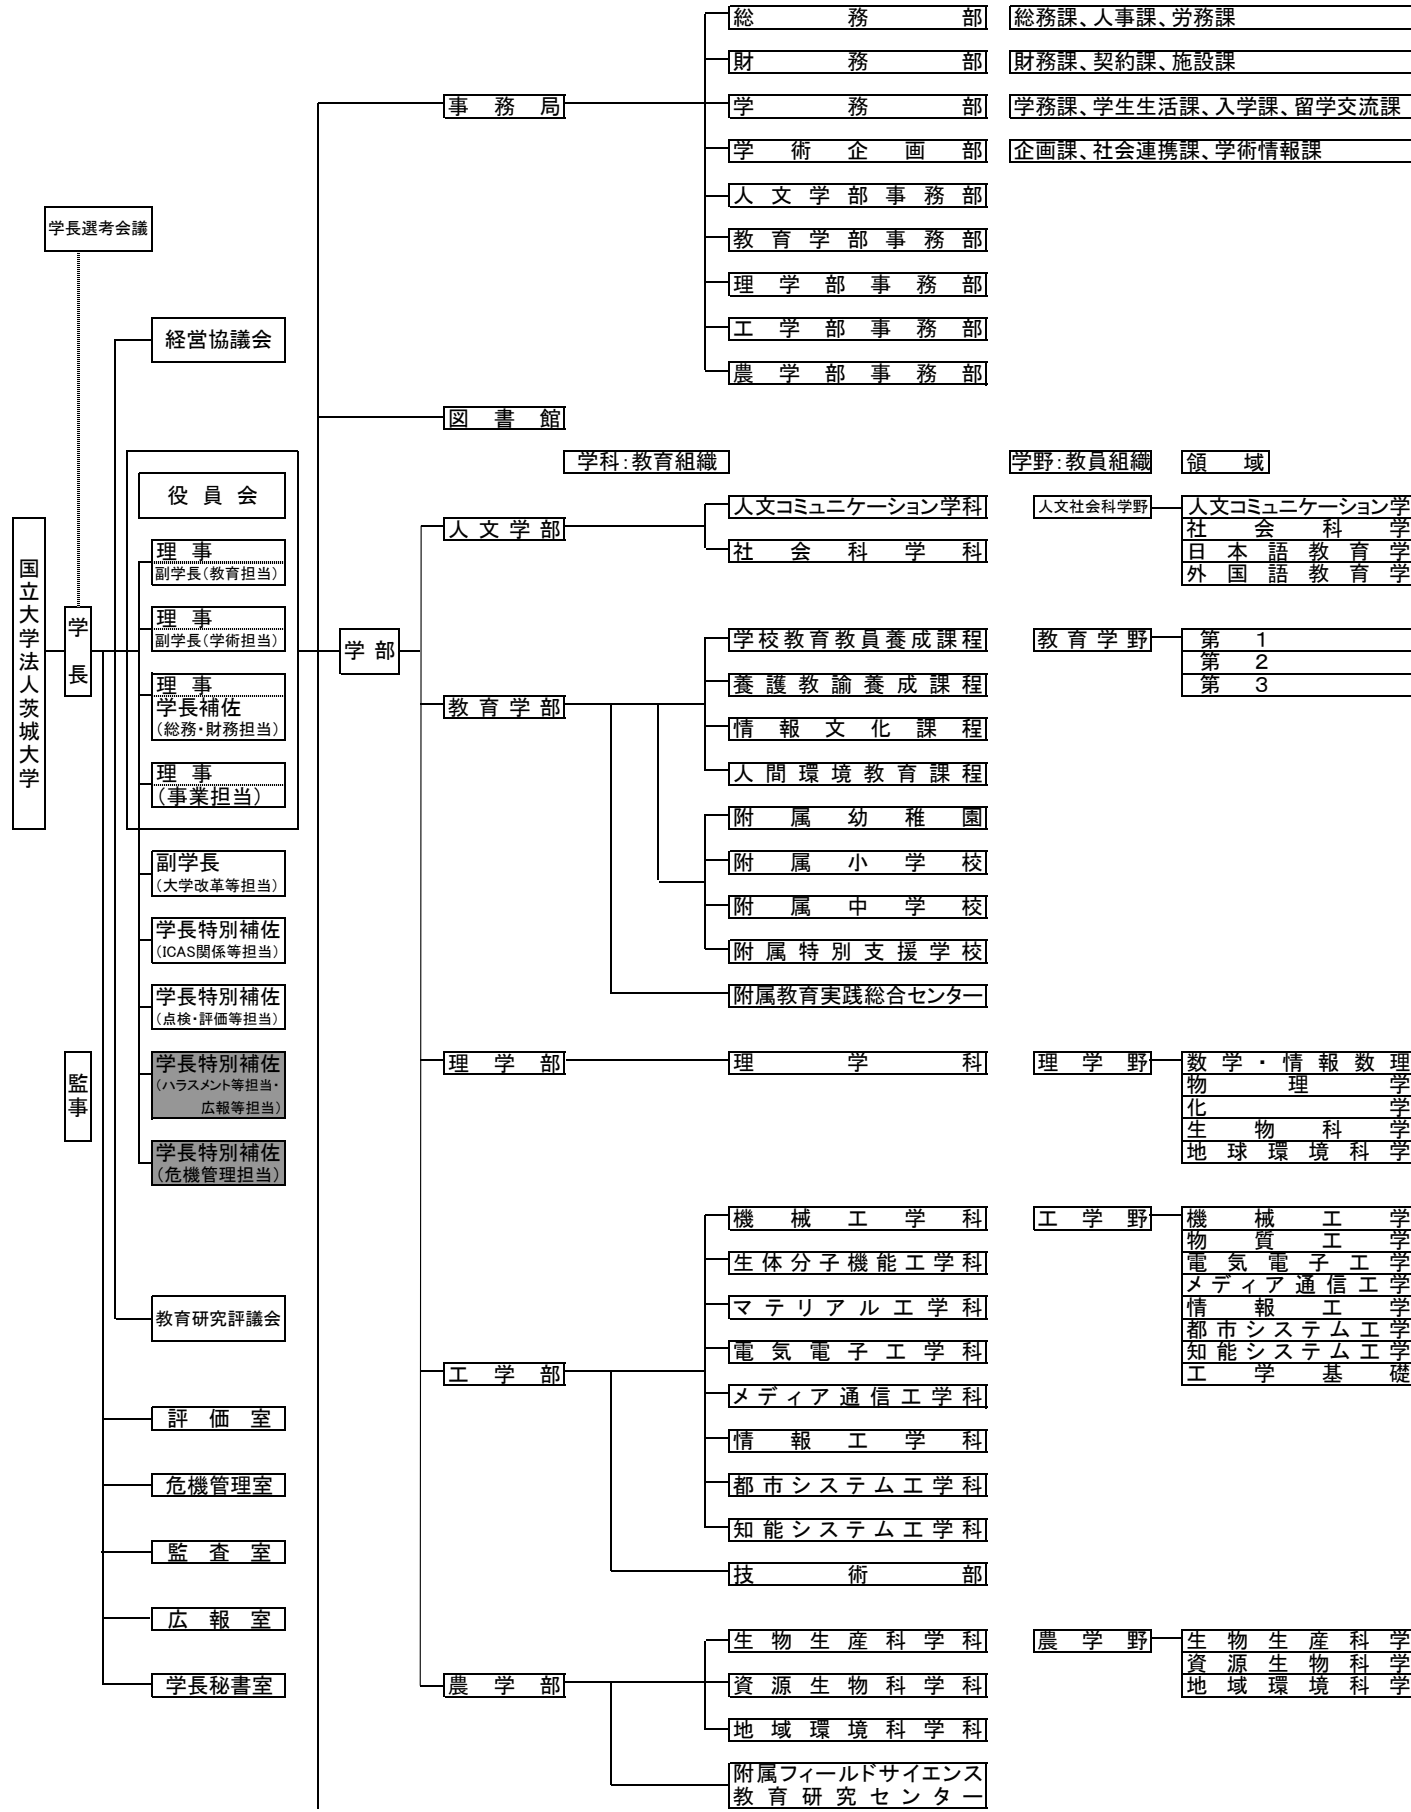 総務部 総務課、人事課、労務課
財務部 財務課、契約課、施設課
事務局 学務部 学務課、学生生活課、入学課、留学交流課
学術企画部 企画課、社会連携課、学術情報課
人文学部事務部
学長選考会議
教育学部事務部
理学部事務部
経営協議会
工学部事務部
農学部事務部
図書館
学科：教育組織 学野：教員組織 領域
役員会
国立大学法人茨城大学
学長
理事
副学長（教育担当）
理事
副学長（学術担当）
理事
学長補佐
（総務・財務担当）
理事
（事業担当）
副学長
（大学改革等担当）
学長特別補佐
（ICAS関係等担当）
学長特別補佐
（点検・評価等担当）
監事
学長特別補佐
（ハラスメント等担当・
広報等担当）
学長特別補佐
（危機管理担当）
教育研究評議会
評価室
危機管理室
監査室
広報室
学長秘書室
学部
人文学部
人文コミュニケーション学科
社会科学科
人文社会科学野
人文コミュニケーション学
社会科学
日本語教育学
外国語教育学
教育学部
学校教育教員養成課程
養護教諭養成課程
情報文化課程
人間環境教育課程
附属幼稚園
附属小学校
附属中学校
附属特別支援学校
附属教育実践総合センター
教育学野
第1
第2
第3
理学部
理学科
理学野
数学・情報数理
物理学
化学
生物科学
地球環境科学
工学部
機械工学科
生体分子機能工学科
マテリアル工学科
電気電子工学科
メディア通信工学科
情報工学科
都市システム工学科
知能システム工学科
技術部
工学野
機械工学
物質工学
電気電子工学
メディア通信工学
情報工学
都市システム工学
知能システム工学
工学基礎
農学部
生物生産科学科
資源生物科学科
地域環境科学科
附属フィールドサイエンス
教育研究センター
農学野
生物生産科学
資源生物科学
地域環境科学